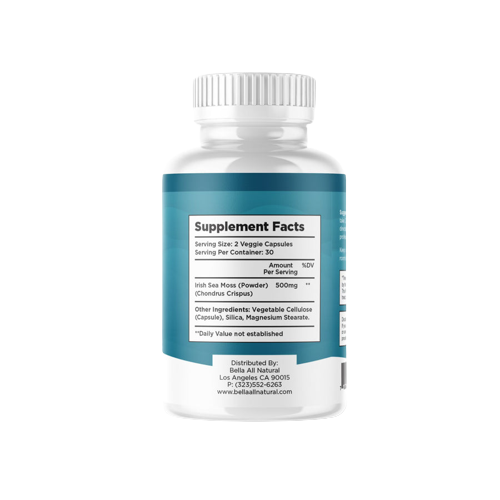 Supplement Facts
Serving Size: 2 Veggie Capsules
Serving Per Container: 30
Amount %DV
Per Serving
Irish Sea Moss (Powder) 500mg **
(Chondrus Crispus)
Other Ingredients: Vegetable Cellulose
(Capsule), Silica, Magnesium Stearate.
**Daily Value not established
Distributed By:
Bella All Natural
Los Angeles CA 90015
P: (323)552-6263
www.bellaallnatural.com